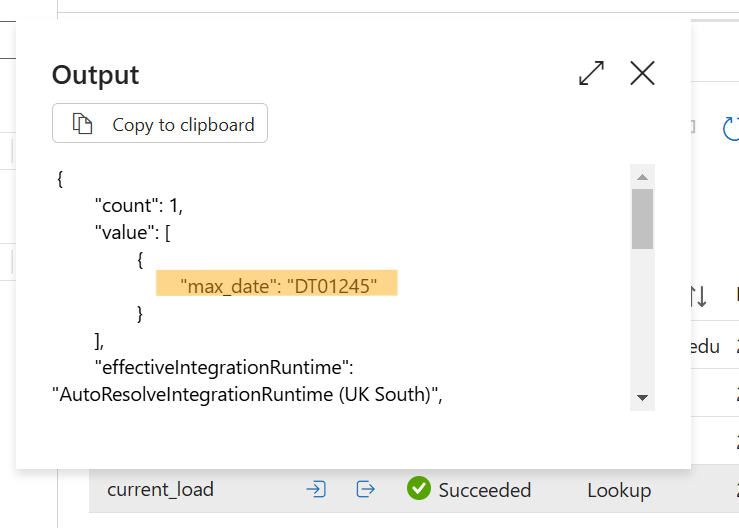 Output
Copy to clipboard
{
"count": 1,
"value": [
{
"max_date": "DT01245"
}
],
"effectiveIntegrationRuntime":
"AutoResolveIntegrationRuntime (UK South)",
edu
current_load Succeeded Lookup